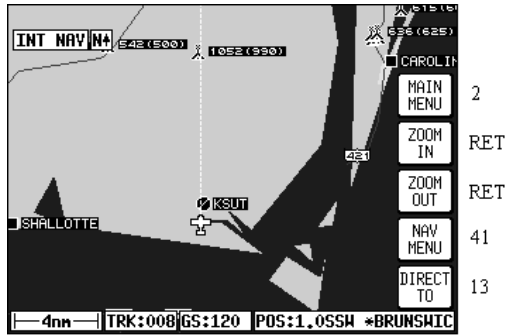 615(6
INT NAV N
542(500)
1052(990)
636(625)
CAROLIN
MAIN MENU 2
ZOOM IN RET
421
ZOOM OUT RET
KSUT
SHALLOTTE
NAV MENU 41
DIRECT TO 13
4nm TRK:008 GS:120 POS:1.0SSW *BRUNSWIC